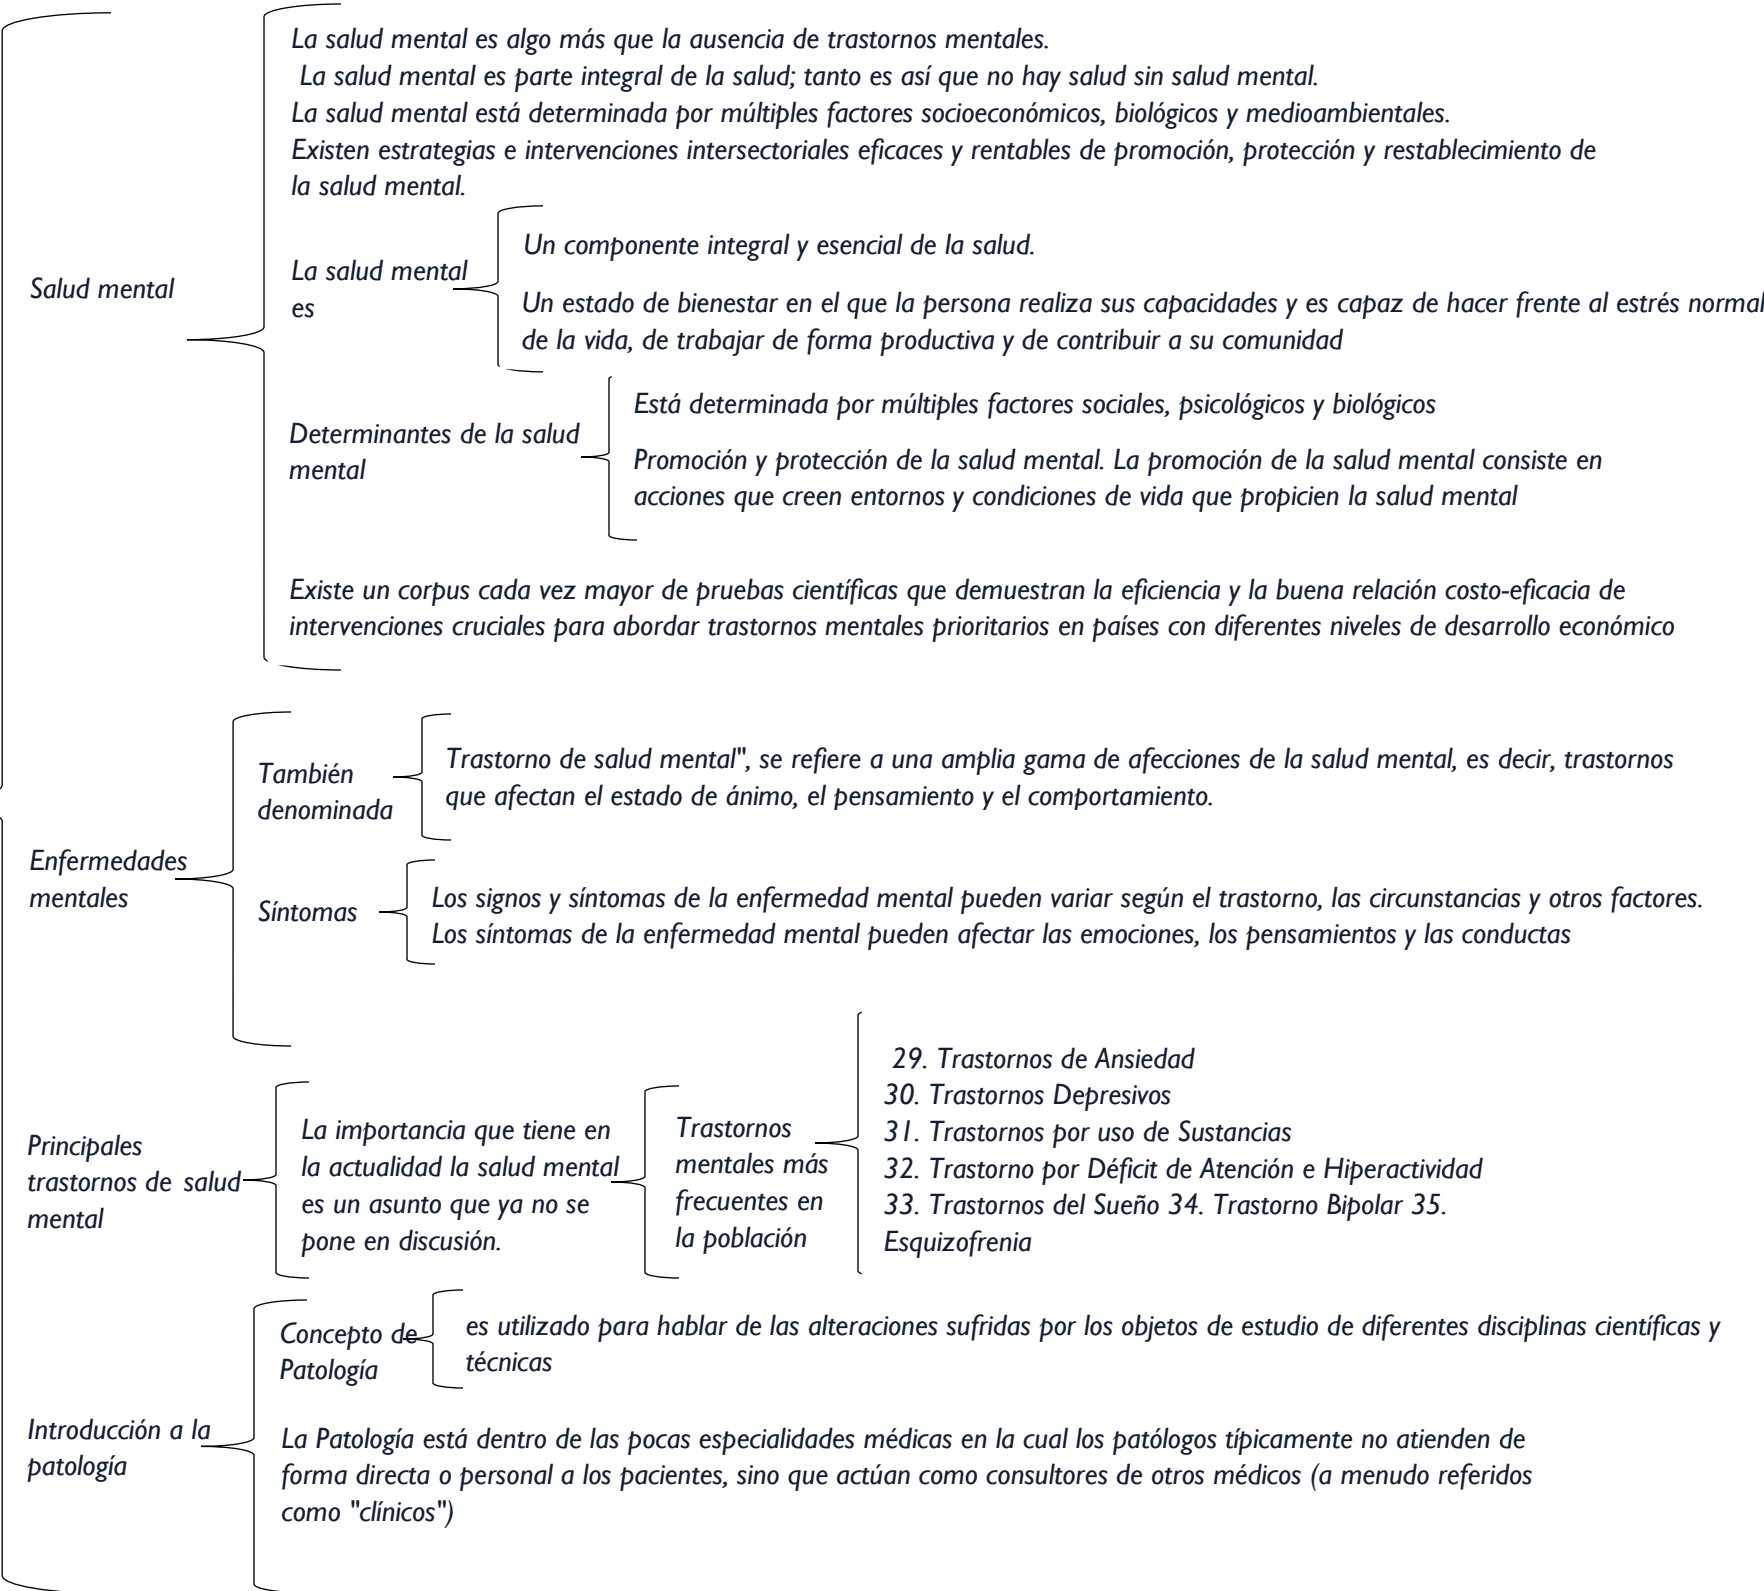 La salud mental es algo más que la ausencia de trastornos mentales.
La salud mental es parte integral de la salud; tanto es así que no hay salud sin salud mental.
La salud mental está determinada por múltiples factores socioeconómicos, biológicos y medioambientales.
Existen estrategias e intervenciones intersectoriales eficaces y rentables de promoción, protección y restablecimiento de
la salud mental.
Salud mental
La salud mental
es
Un componente integral y esencial de la salud.
Un estado de bienestar en el que la persona realiza sus capacidades y es capaz de hacer frente al estrés normal
de la vida, de trabajar de forma productiva y de contribuir a su comunidad
Determinantes de la salud
mental
Está determinada por múltiples factores sociales, psicológicos y biológicos
Promoción y protección de la salud mental. La promoción de la salud mental consiste en
acciones que creen entornos y condiciones de vida que propicien la salud mental
Existe un corpus cada vez mayor de pruebas científicas que demuestran la eficiencia y la buena relación costo-eficacia de
intervenciones cruciales para abordar trastornos mentales prioritarios en países con diferentes niveles de desarrollo económico
Enfermedades
mentales
También
denominada
Trastorno de salud mental", se refiere a una amplia gama de afecciones de la salud mental, es decir, trastornos
que afectan el estado de ánimo, el pensamiento y el comportamiento.
Síntomas
Los signos y síntomas de la enfermedad mental pueden variar según el trastorno, las circunstancias y otros factores.
Los síntomas de la enfermedad mental pueden afectar las emociones, los pensamientos y las conductas
Principales
trastornos de salud
mental
La importancia que tiene en
la actualidad la salud mental
es un asunto que ya no se
pone en discusión.
Trastornos
mentales más
frecuentes en
la población
29. Trastornos de Ansiedad
30. Trastornos Depresivos
31. Trastornos por uso de Sustancias
32. Trastorno por Déficit de Atención e Hiperactividad
33. Trastornos del Sueño 34. Trastorno Bipolar 35.
Esquizofrenia
Introducción a la
patología
Concepto de
Patología
es utilizado para hablar de las alteraciones sufridas por los objetos de estudio de diferentes disciplinas científicas y
técnicas
La Patología está dentro de las pocas especialidades médicas en la cual los patólogos típicamente no atienden de
forma directa o personal a los pacientes, sino que actúan como consultores de otros médicos (a menudo referidos
como "clínicos")